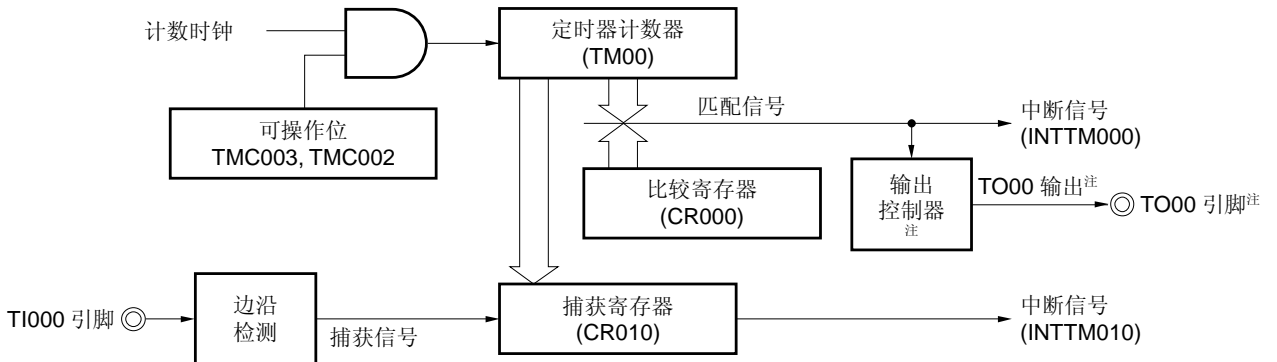 计数时钟
定时器计数器
(TM00)
可操作位
TMC003, TMC002
匹配信号
中断信号
(INTTM000)
比较寄存器
(CR000)
输出
控制器
注
TO00 输出注
TO00 引脚注
TI000 引脚
边沿
检测
捕获信号
捕获寄存器
(CR010)
中断信号
(INTTM010)